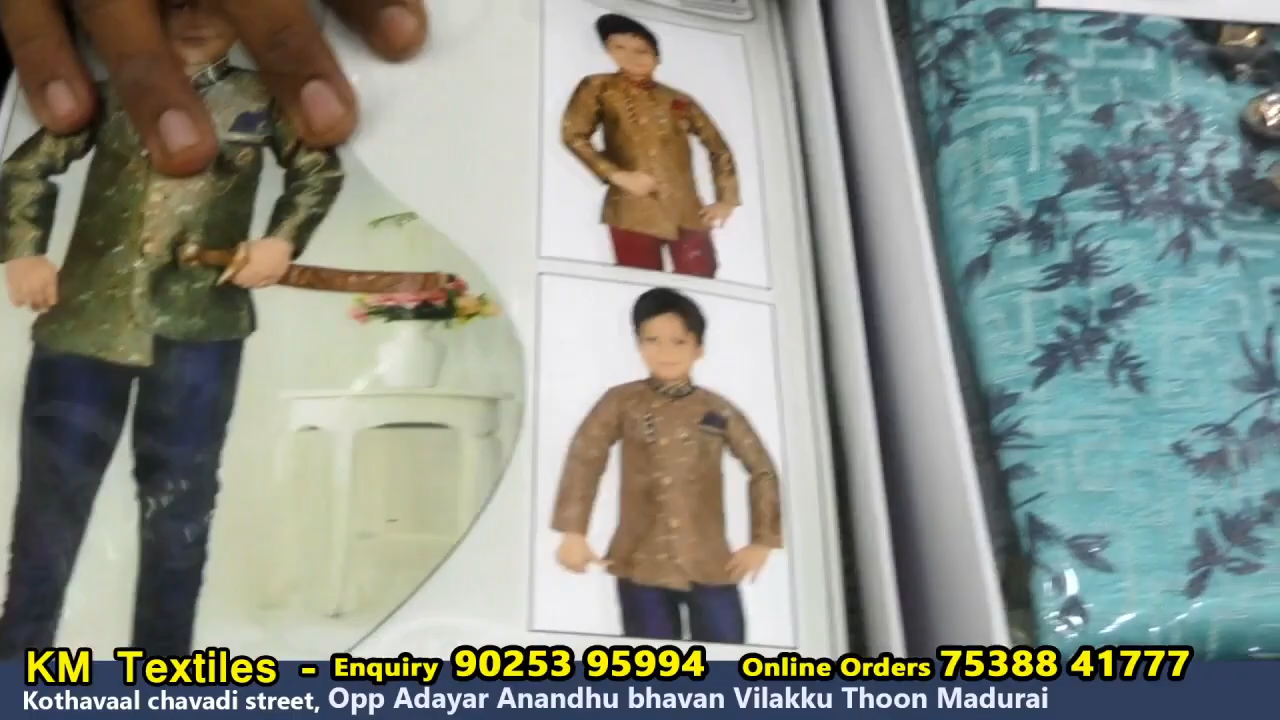 KM Textiles - Enquiry 90253 95994 Online Orders 75388 41777
Kothavaal chavadi street, Opp Adayar Anandhu bhavan Vilakku Thoon Madurai